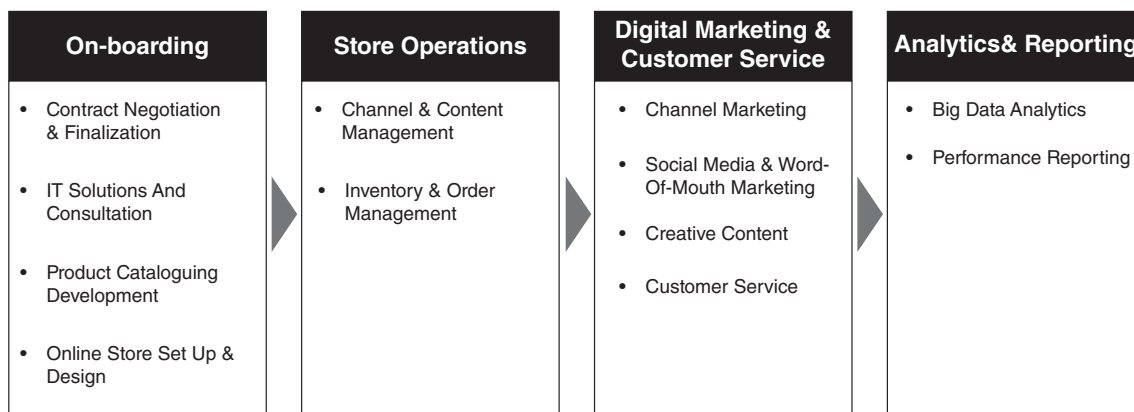 On-boarding
• Contract Negotiation
& Finalization
• IT Solutions And
Consultation
• Product Cataloguing
Development
• Online Store Set Up &
Design
Store Operations
• Channel & Content
Management
• Inventory & Order
Management
Digital Marketing &
Customer Service
• Channel Marketing
• Social Media & Word-
Of-Mouth Marketing
• Creative Content
• Customer Service
Analytics& Reporting
• Big Data Analytics
• Performance Reporting